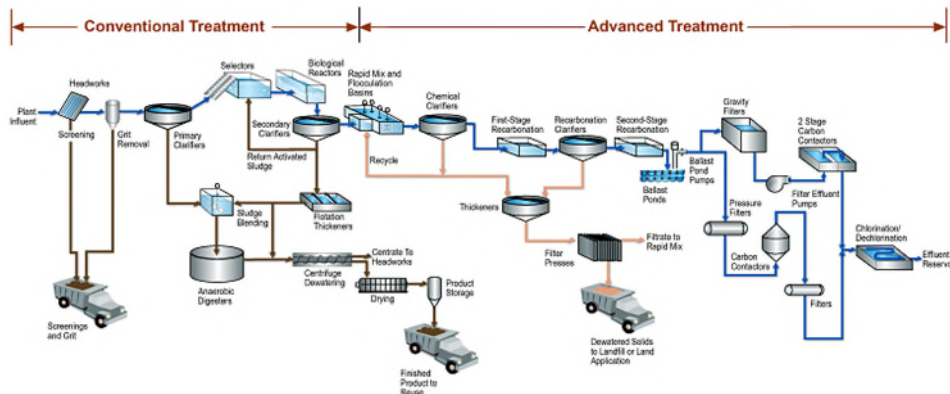 Conventional Treatment
Advanced Treatment
Plant
Influent
Headworks
Screening
Grit
Removal
Primary
Clarifiers
Selectors
Biological
Reactors
Secondary
Clarifiers
Return Activated
Sludge
Rapid Mix and
Flocculation
Basins
Recycle
Chemical
Clarifiers
First-Stage
Recarbonation
Recarbonation
Clarifiers
Second-Stage
Recarbonation
Ballast
Ponds
Ballast
Pond
Pumps
Gravity
Filters
2 Stage
Carbon
Contactors
Filter Effluent
Pumps
Pressure
Filters
Carbon
Contactors
Filters
Chlorination/
Dechlorination
Effluent
Reservo
Sludge
Blending
Flotation
Thickeners
Anaerobic
Digesters
Centrifuge
Dewatering
Centrate To
Headworks
Drying
Product
Storage
Thickeners
Filter
Presses
Filtrate to
Rapid Mix
Screenings
and Grit
Finished
Product to
Reuse
Dewatered Solids
to Landfill or Land
Application